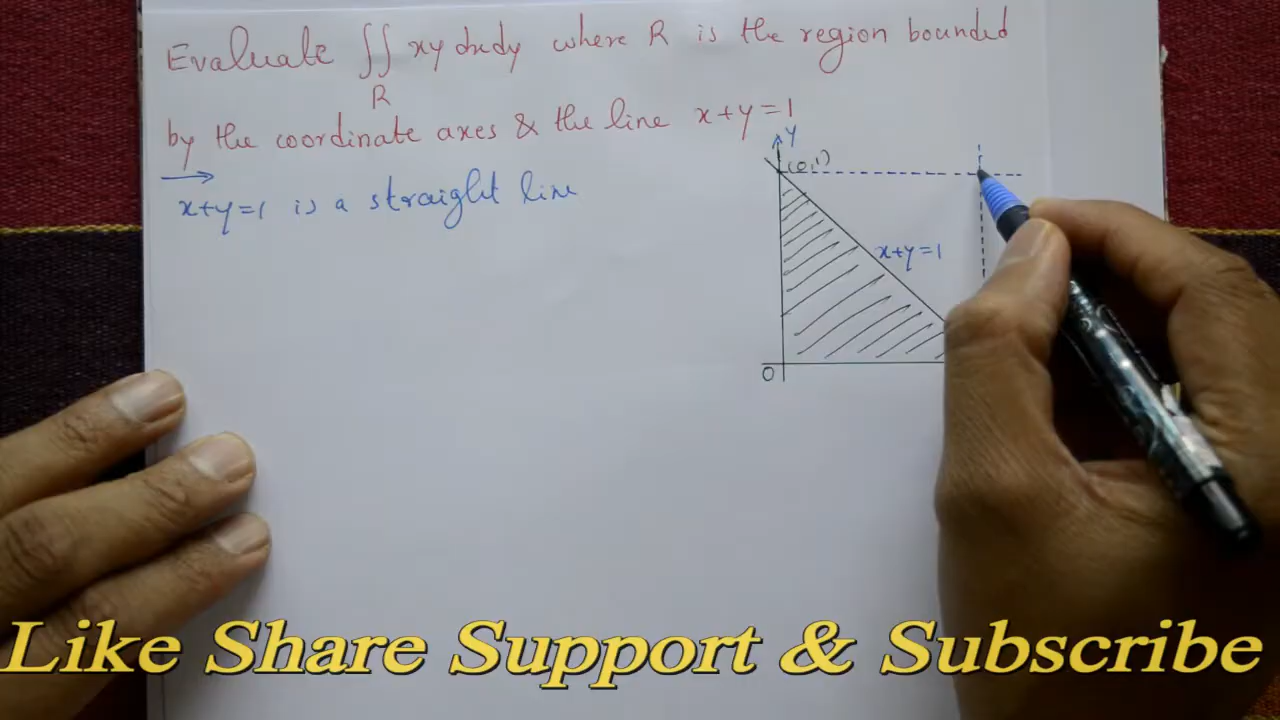 Evaluate ∬ xy dxdy where R is the region bounded
R
by the coordinate axes & the line x+y=1
x+y=1 is a straight line
y
(0,1)
x+y=1
0
Like Share Support & Subscribe